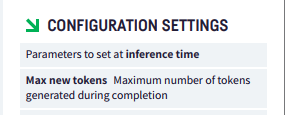 CONFIGURATION SETTINGS
Parameters to set at inference time
Max new tokens Maximum number of tokens
generated during completion